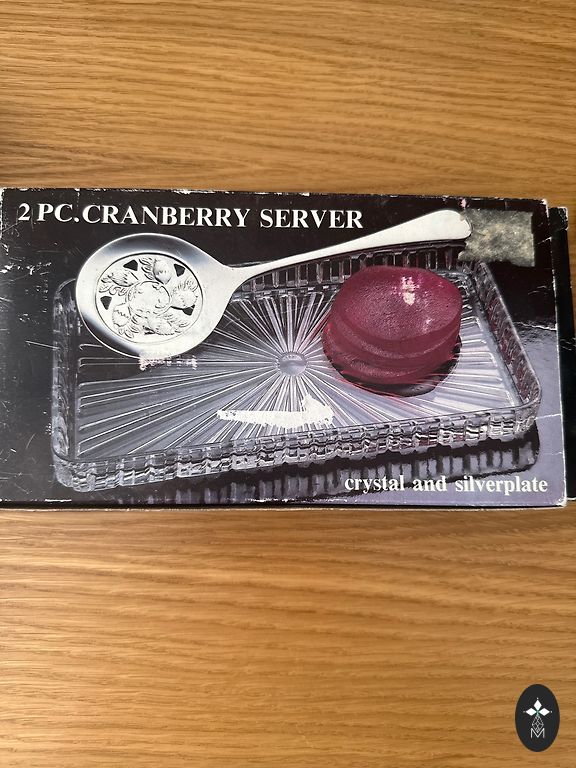 2 PC. CRANBERRY SERVER
crystal and silverplate
M